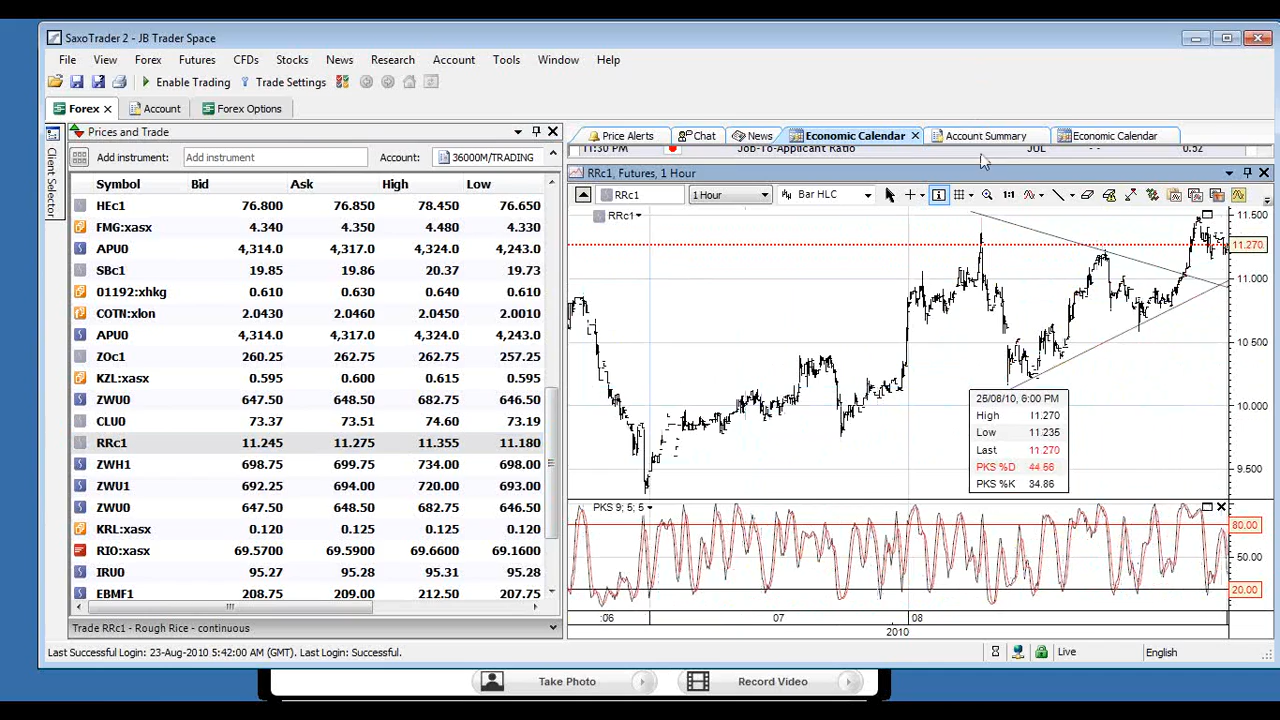 SaxoTrader 2 - JB Trader Space
File View Forex Futures CFDs Stocks News Research Account Tools Window Help
Enable Trading Trade Settings
Forex Account Forex Options
Client Selector
Prices and Trade
Add instrument: Add instrument Account: 36000M/TRADING
Symbol Bid Ask High Low
HEc1 76.800 76.850 78.450 76.650
FMG:xasx 4.340 4.350 4.480 4.330
APU0 4,314.0 4,317.0 4,324.0 4,243.0
SBc1 19.85 19.86 20.37 19.73
01192:xhkg 0.610 0.630 0.640 0.610
COTN:xlon 2.0430 2.0460 2.0450 2.0010
APU0 4,314.0 4,317.0 4,324.0 4,243.0
ZOc1 260.25 262.75 262.75 257.25
KZL:xasx 0.595 0.600 0.615 0.595
ZWU0 647.50 648.50 682.75 646.50
CLU0 73.37 73.51 74.60 73.19
RRc1 11.245 11.275 11.355 11.180
ZWH1 698.75 699.75 734.00 698.00
ZWU1 692.25 694.00 720.00 693.00
ZWU0 647.50 648.50 682.75 646.50
KRL:xasx 0.120 0.125 0.130 0.120
RIO:xasx 69.5700 69.5900 69.6600 69.1600
IRU0 95.27 95.28 95.31 95.28
EBMF1 208.75 209.00 212.50 207.75
Trade RRc1 - Rough Rice - continuous
Price Alerts Chat News Economic Calendar Account Summary Economic Calendar
11:30 PM Job-To-Applicant Ratio JUL - - 0.52
RRc1, Futures, 1 Hour
RRc1 1 Hour Bar HLC 1:1
RRc1
11.500
11.270
11.000
10.500
10.000
9.500
25/08/10, 6:00 PM
High 11.270
Low 11.235
Last 11.270
PKS %D 44.66
PKS %K 34.86
PKS 9; 5; 5
80.00
50.00
20.00
:06 07 08
2010
Last Successful Login: 23-Aug-2010 5:42:00 AM (GMT). Last Login: Successful.
Live English
Take Photo Record Video